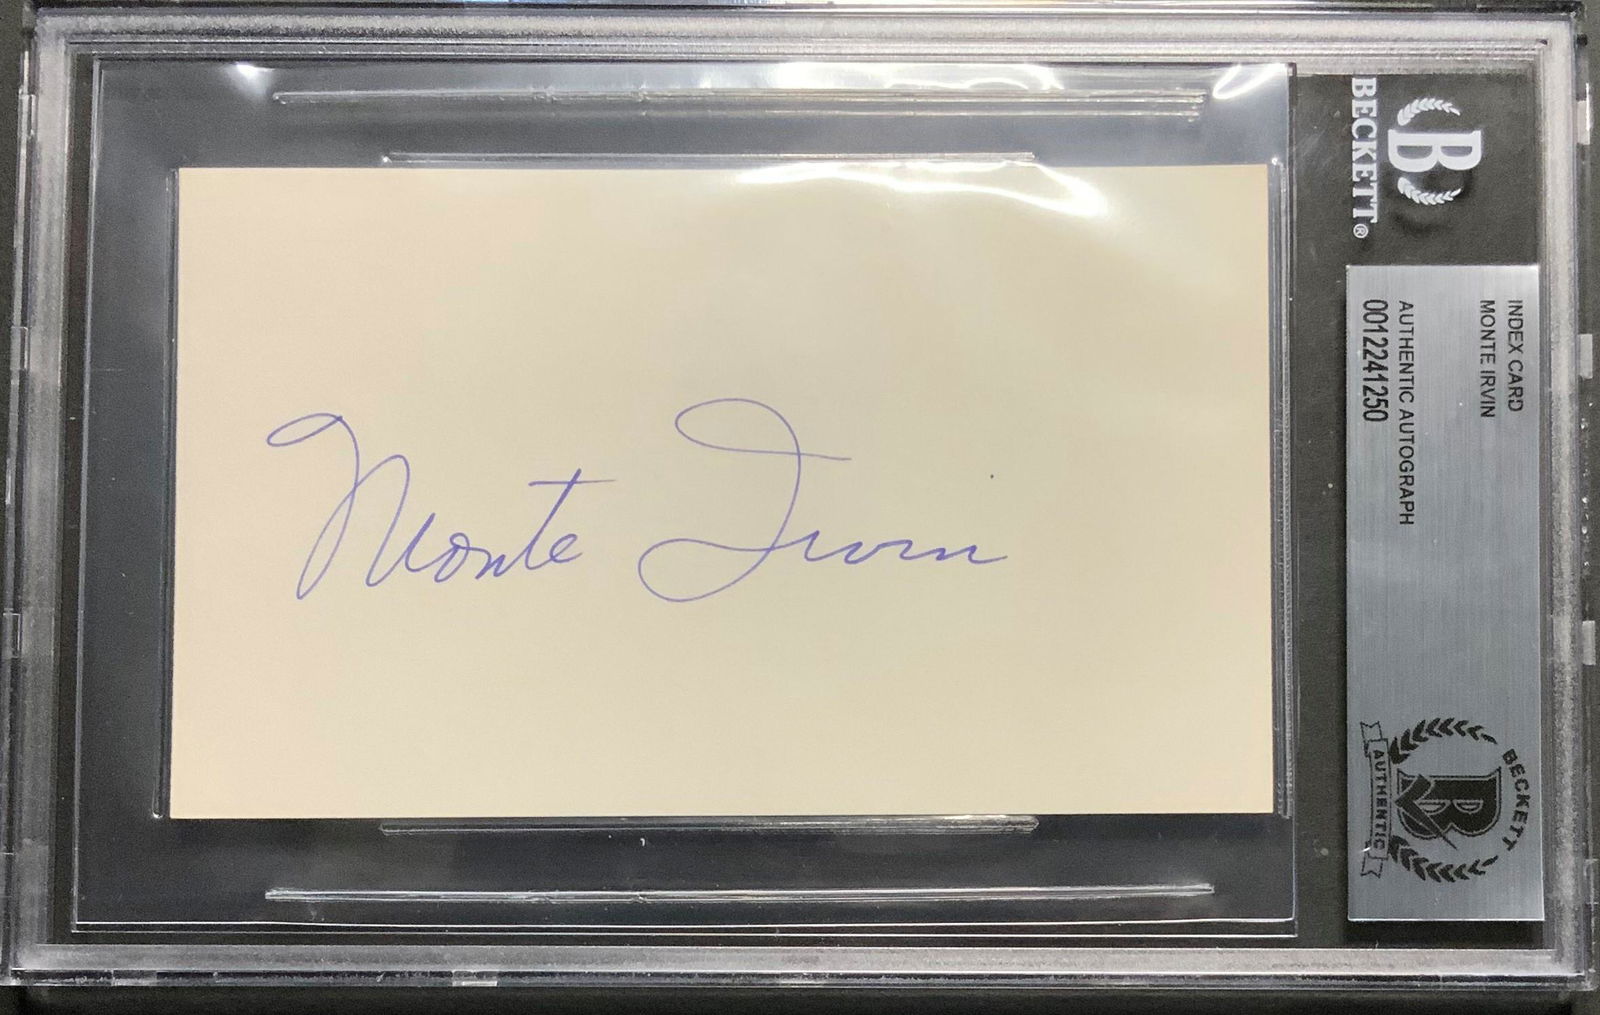 Monte Irvin
B
BECKETT®
INDEX CARD
MONTE IRVIN
AUTHENTIC AUTOGRAPH
0012241250
BECKETT
B
AUTHENTIC